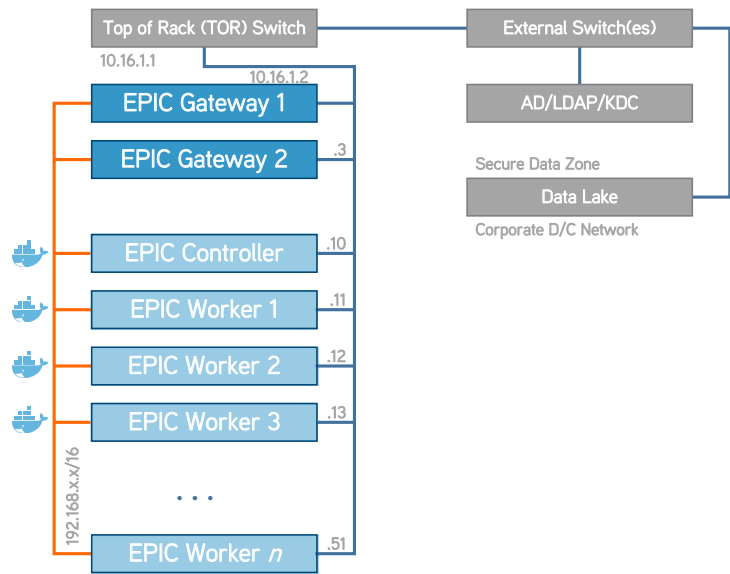 Top of Rack (TOR) Switch
External Switch(es)
10.16.1.1
10.16.1.2
EPIC Gateway 1
AD/LDAP/KDC
EPIC Gateway 2
.3
Secure Data Zone
Data Lake
Corporate D/C Network
EPIC Controller
.10
EPIC Worker 1
.11
EPIC Worker 2
.12
EPIC Worker 3
.13
192.168.x.x/16
...
EPIC Worker n
.51